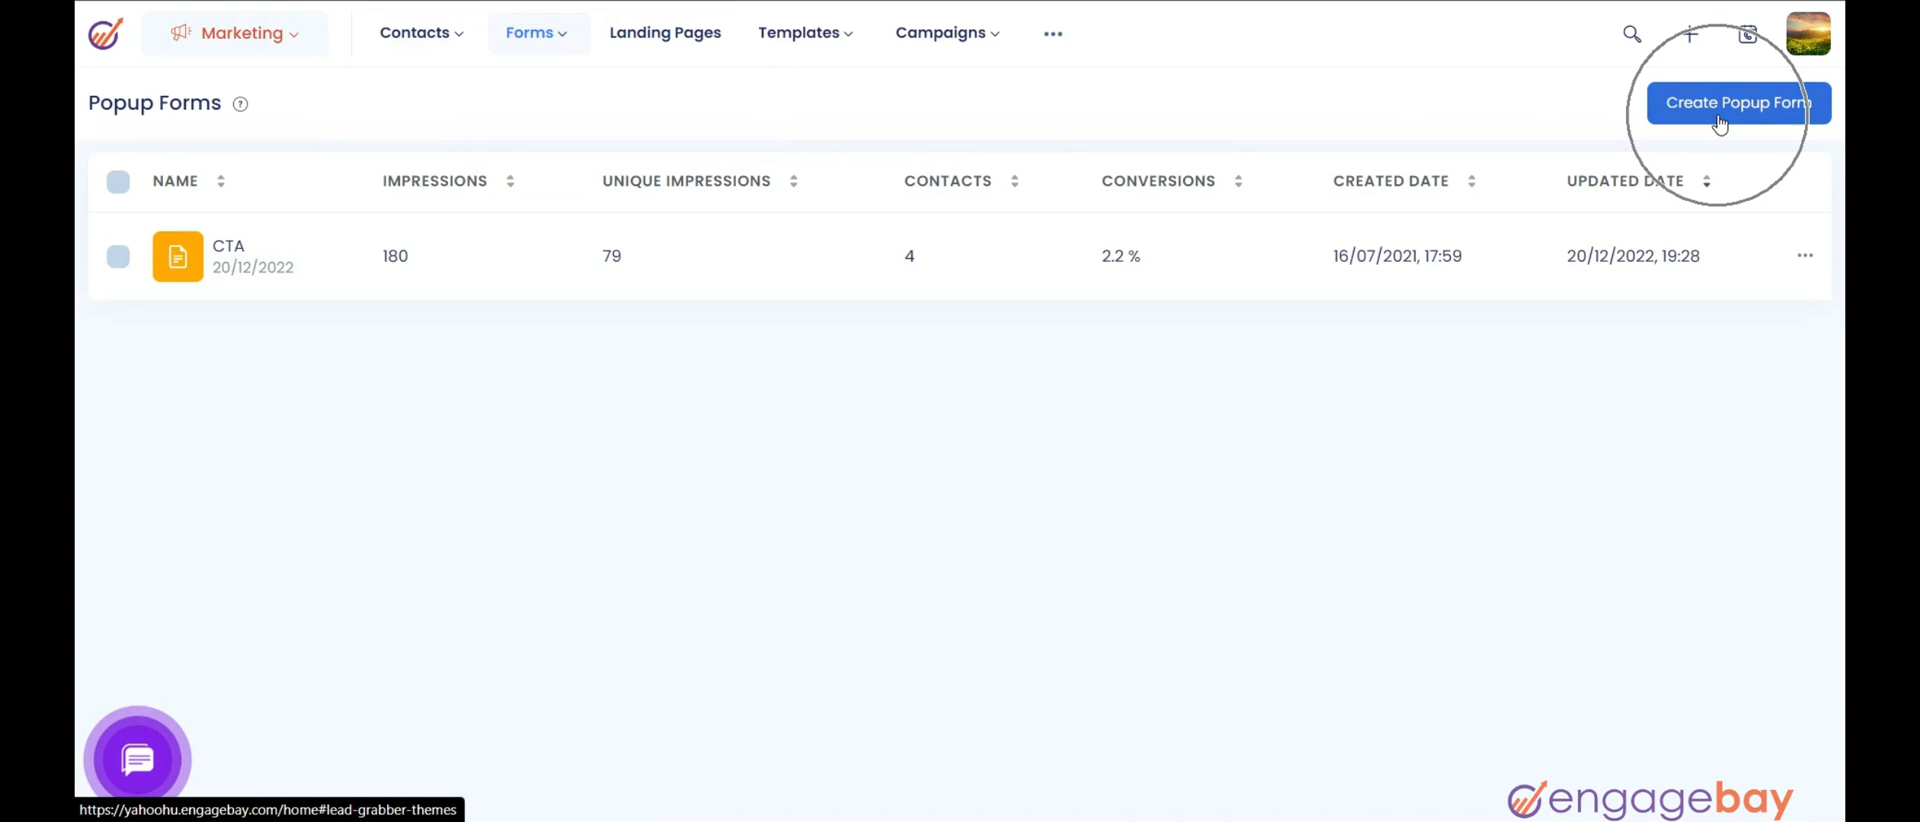 Marketing
Contacts
Forms
Landing Pages
Templates
Campaigns
Popup Forms ?
Create Popup Form
NAME IMPRESSIONS UNIQUE IMPRESSIONS CONTACTS CONVERSIONS CREATED DATE UPDATED DATE
CTA
20/12/2022
180 79 4 2.2 % 16/07/2021, 17:59 20/12/2022, 19:28
https://yahoohu.engagebay.com/home#lead-grabber-themes
engagebay